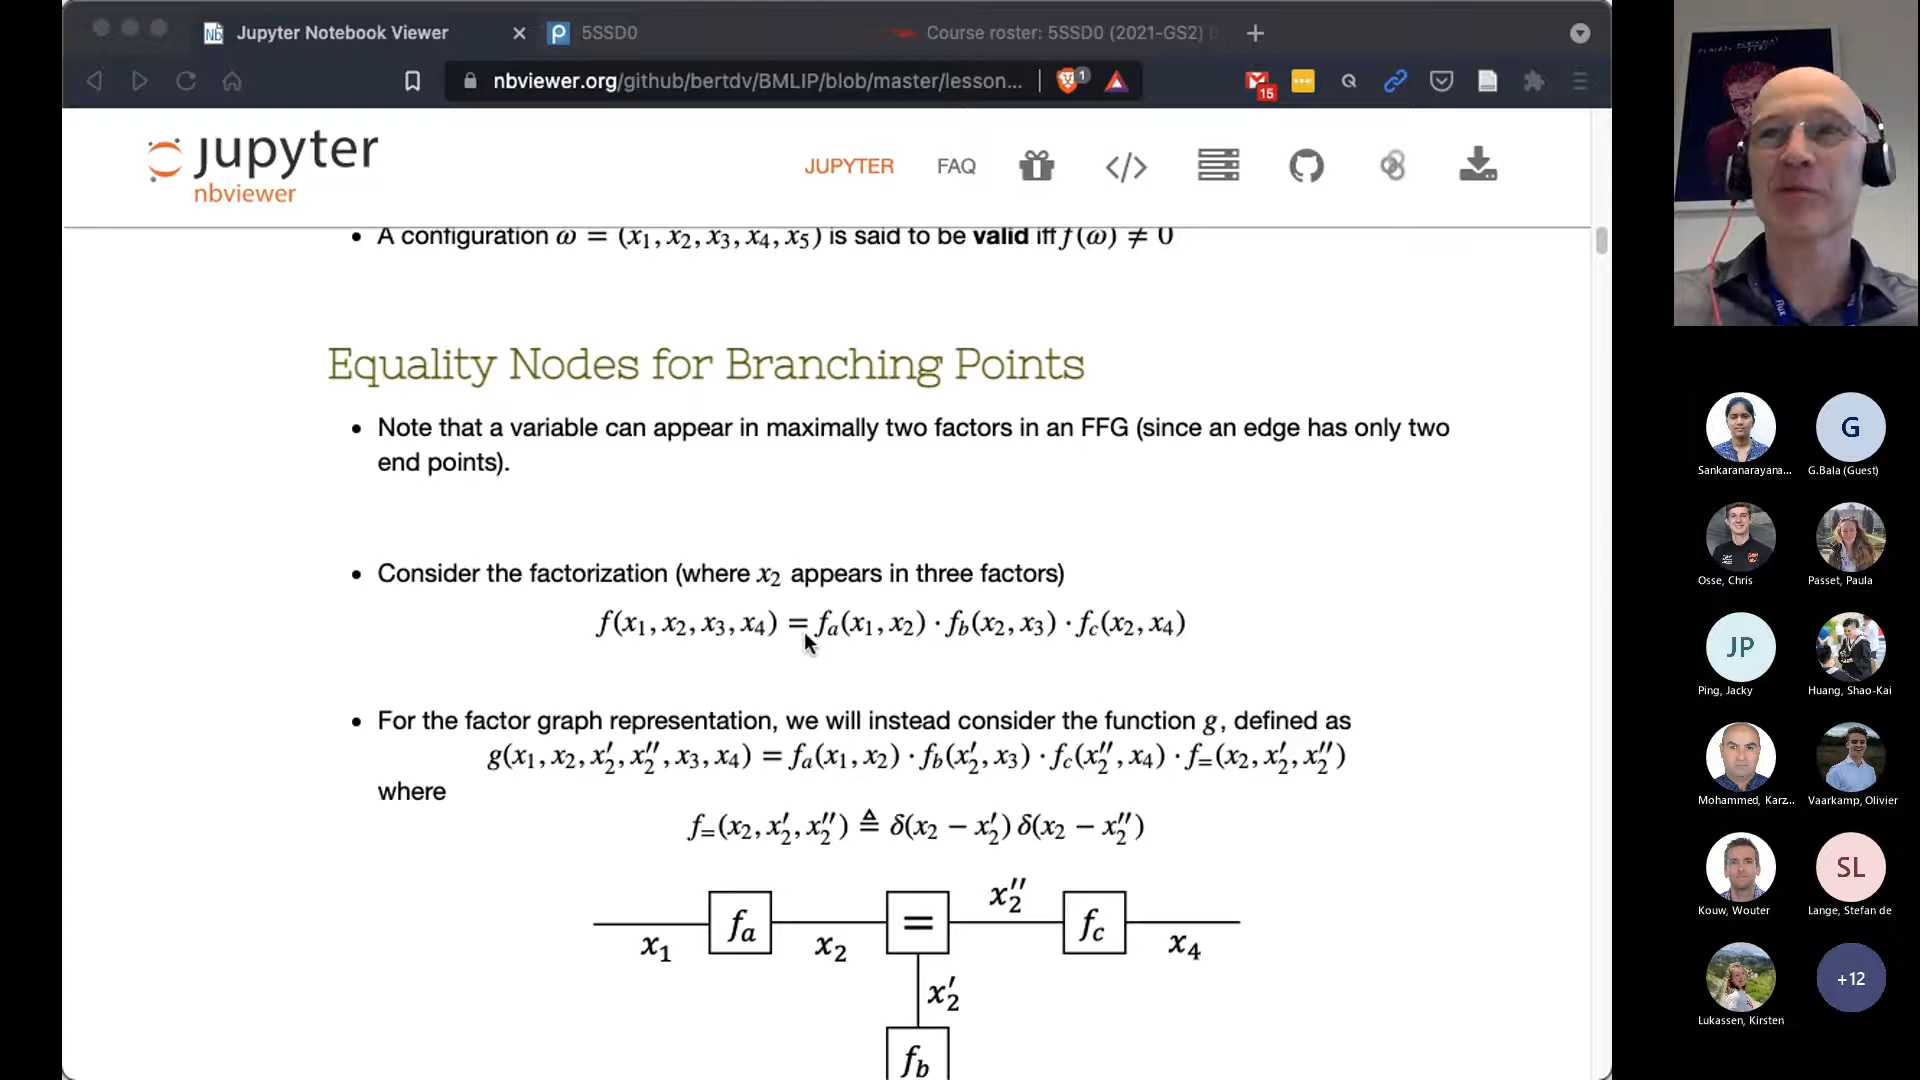 Jupyter Notebook Viewer
5SSD0
Course roster: 5SSD0 (2021-GS2)
nbviewer.org/github/bertdv/BMLIP/blob/master/lesson...
1
15
jupyter
nbviewer
JUPYTER
FAQ
• A configuration ω = (x₁, x₂, x₃, x₄, x₅) is said to be valid iff f(ω) ≠ 0
Equality Nodes for Branching Points
• Note that a variable can appear in maximally two factors in an FFG (since an edge has only two
end points).
• Consider the factorization (where x₂ appears in three factors)
f(x₁, x₂, x₃, x₄) = fₐ(x₁, x₂) · f_b(x₂, x₃) · f_c(x₂, x₄)
• For the factor graph representation, we will instead consider the function g, defined as
g(x₁, x₂, x₂′, x₂″, x₃, x₄) = fₐ(x₁, x₂) · f_b(x₂′, x₃) · f_c(x₂″, x₄) · f₌(x₂, x₂′, x₂″)
where
f₌(x₂, x₂′, x₂″) ≜ δ(x₂ − x₂′) δ(x₂ − x₂″)
x₂″
fₐ
=
f_c
x₁
x₂
x₄
x₂′
f_b
Flux
Sankaranarayana...
G
G.Bala (Guest)
Osse, Chris
Passet, Paula
JP
Ping, Jacky
Huang, Shao-Kai
Mohammed, Karz...
Vaarkamp, Olivier
Kouw, Wouter
SL
Lange, Stefan de
Lukassen, Kirsten
+12